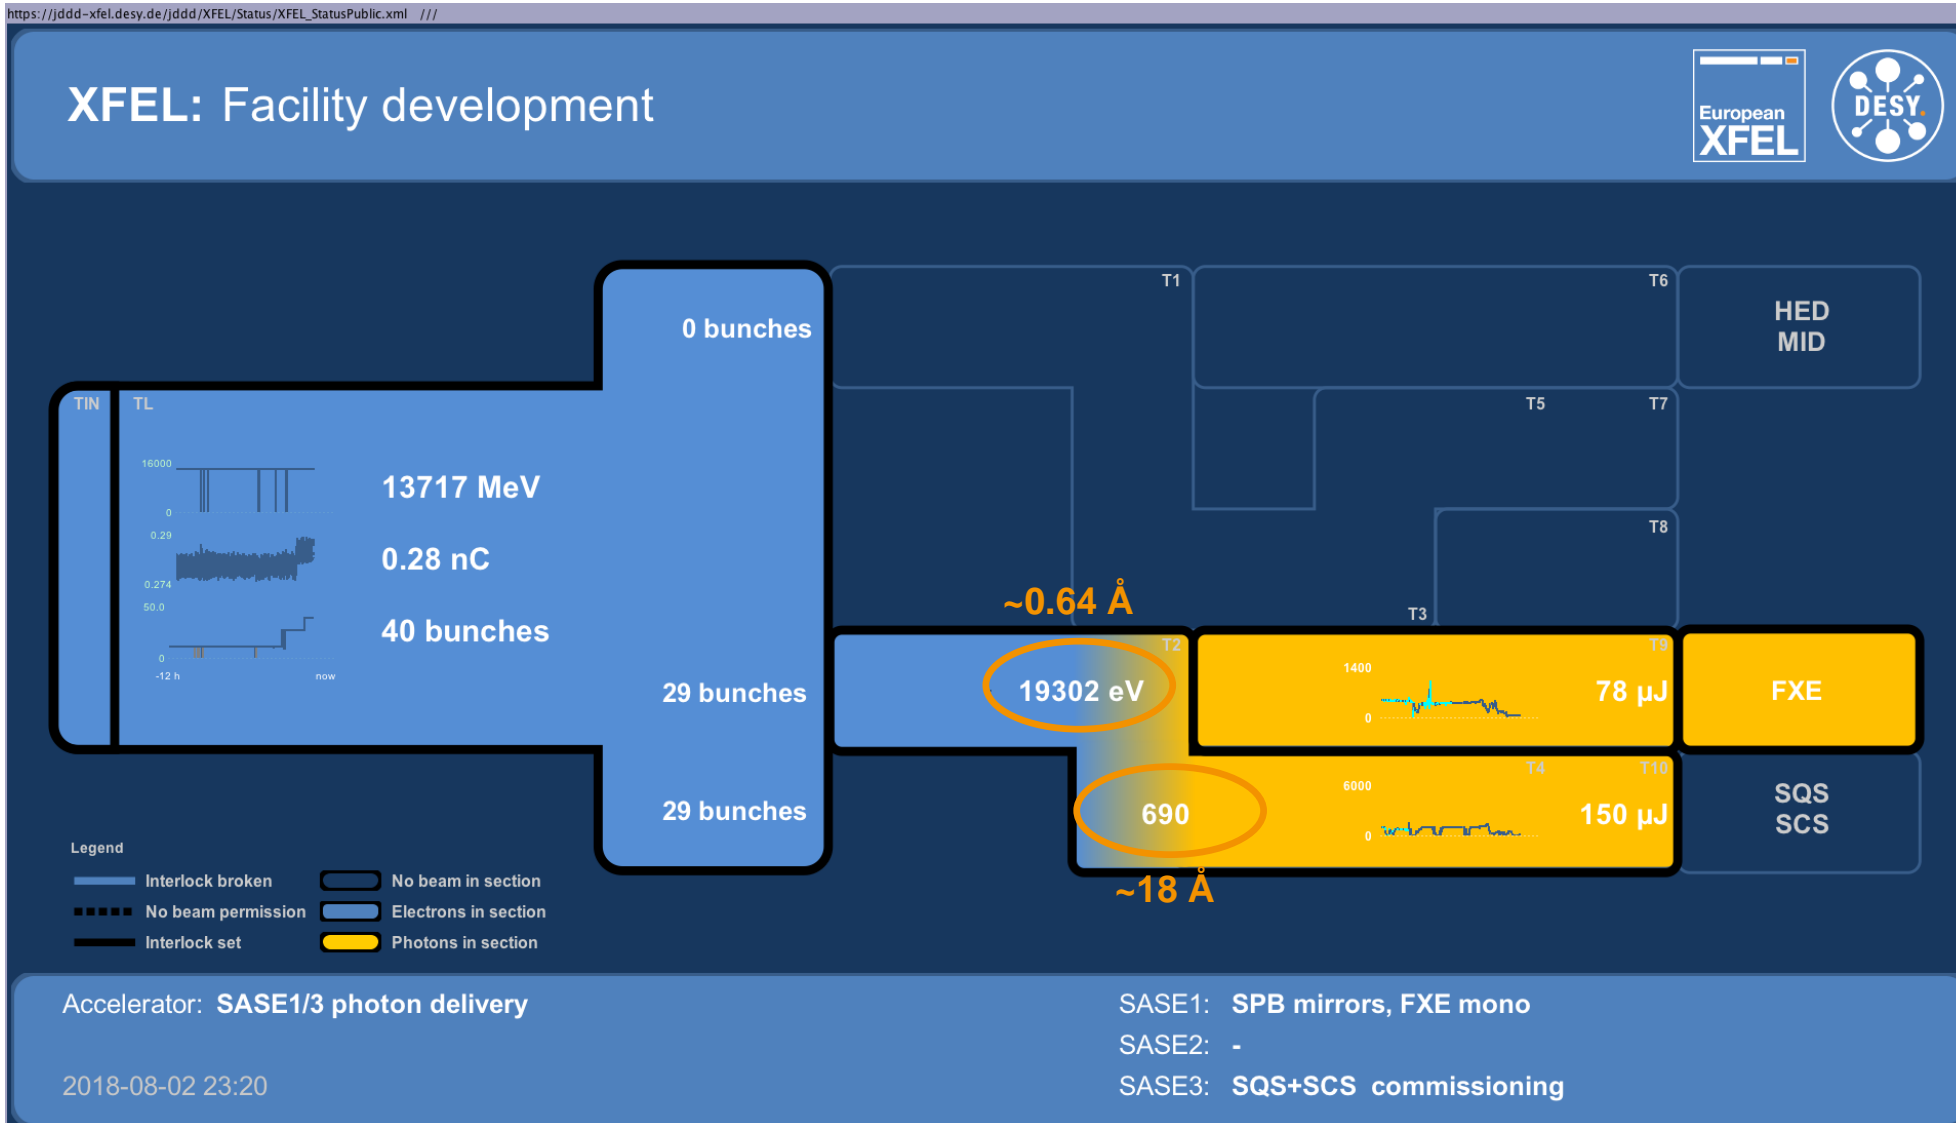 https://jddd-xfel.desy.de/jddd/XFEL/Status/XFEL_StatusPublic.xml ///
XFEL: Facility development
European
XFEL
DESY.
T1
T6
HED
MID
0 bunches
TIN
TL
T5
T7
16000
0
13717 MeV
0.29
0.274
0.28 nC
T8
50.0
0
-12 h
now
40 bunches
~0.64 Å
T3
T2
T9
29 bunches
19302 eV
1400
0
78 µJ
FXE
T4
T10
29 bunches
690
6000
0
150 µJ
SQS
SCS
~18 Å
Legend
Interlock broken
No beam in section
No beam permission
Electrons in section
Interlock set
Photons in section
Accelerator: SASE1/3 photon delivery
SASE1: SPB mirrors, FXE mono
SASE2: -
2018-08-02 23:20
SASE3: SQS+SCS commissioning